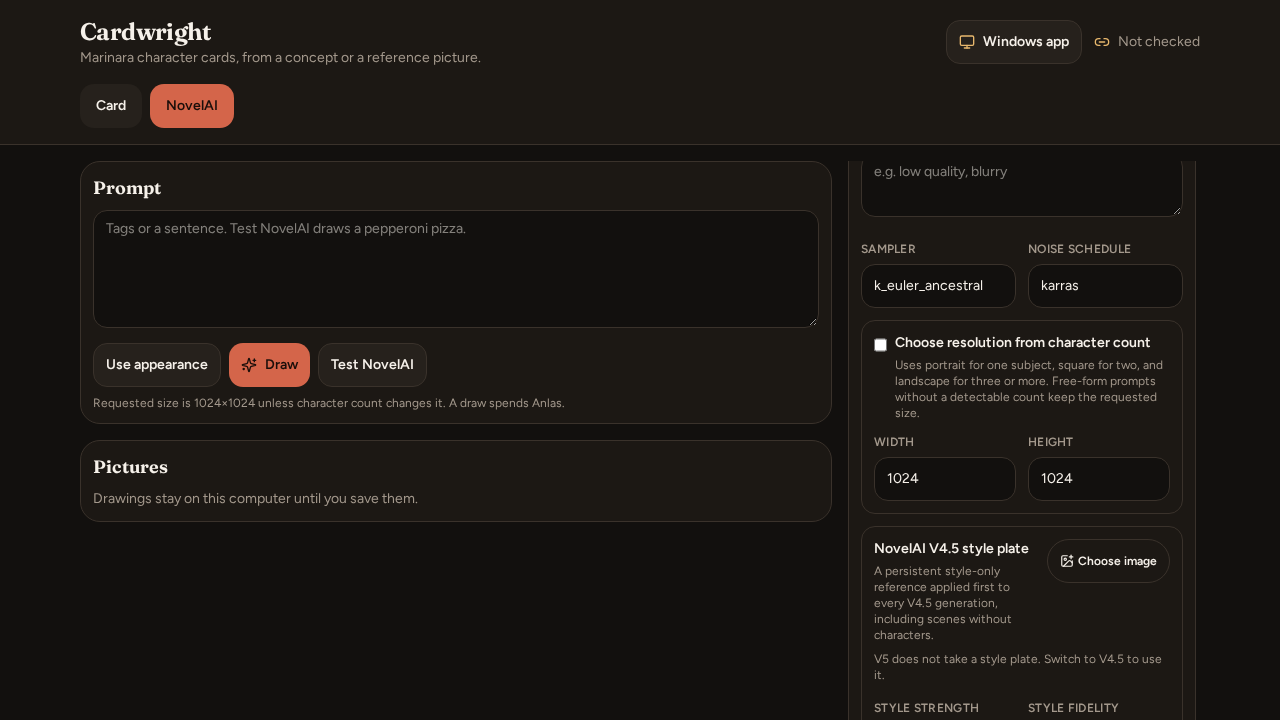 Cardwright
Marinara character cards, from a concept or a reference picture.
Windows app
Not checked
Card
NovelAI
Prompt
Tags or a sentence. Test NovelAI draws a pepperoni pizza.
Use appearance
Draw
Test NovelAI
Requested size is 1024×1024 unless character count changes it. A draw spends Anlas.
Pictures
Drawings stay on this computer until you save them.
e.g. low quality, blurry
SAMPLER
NOISE SCHEDULE
k_euler_ancestral
karras
Choose resolution from character count
Uses portrait for one subject, square for two, and
landscape for three or more. Free-form prompts
without a detectable count keep the requested
size.
WIDTH
HEIGHT
1024
1024
NovelAI V4.5 style plate
Choose image
A persistent style-only
reference applied first to
every V4.5 generation,
including scenes without
characters.
V5 does not take a style plate. Switch to V4.5 to use
it.
STYLE STRENGTH
STYLE FIDELITY